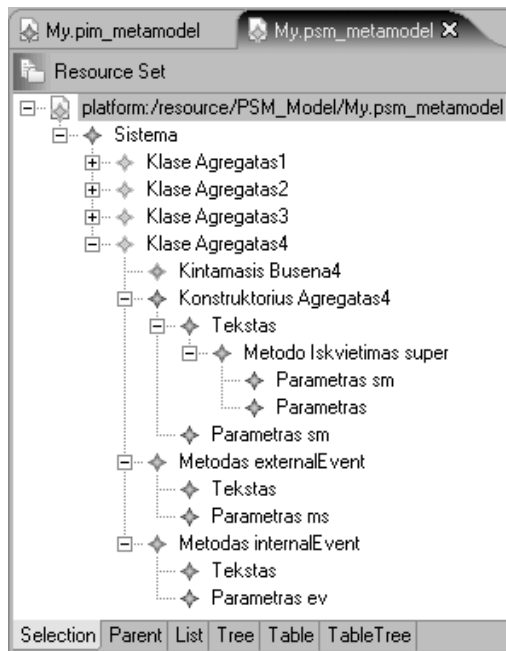 My.pim_metamodel My.psm_metamodel
Resource Set
platform:/resource/PSM_Model/My.psm_metamodel
Sistema
Klase Agregatas1
Klase Agregatas2
Klase Agregatas3
Klase Agregatas4
Kintamasis Busena4
Konstruktorius Agregatas4
Tekstas
Metodo Iskvietimas super
Parametras sm
Parametras
Parametras sm
Metodas externalEvent
Tekstas
Parametras ms
Metodas internalEvent
Tekstas
Parametras ev
Selection Parent List Tree Table TableTree